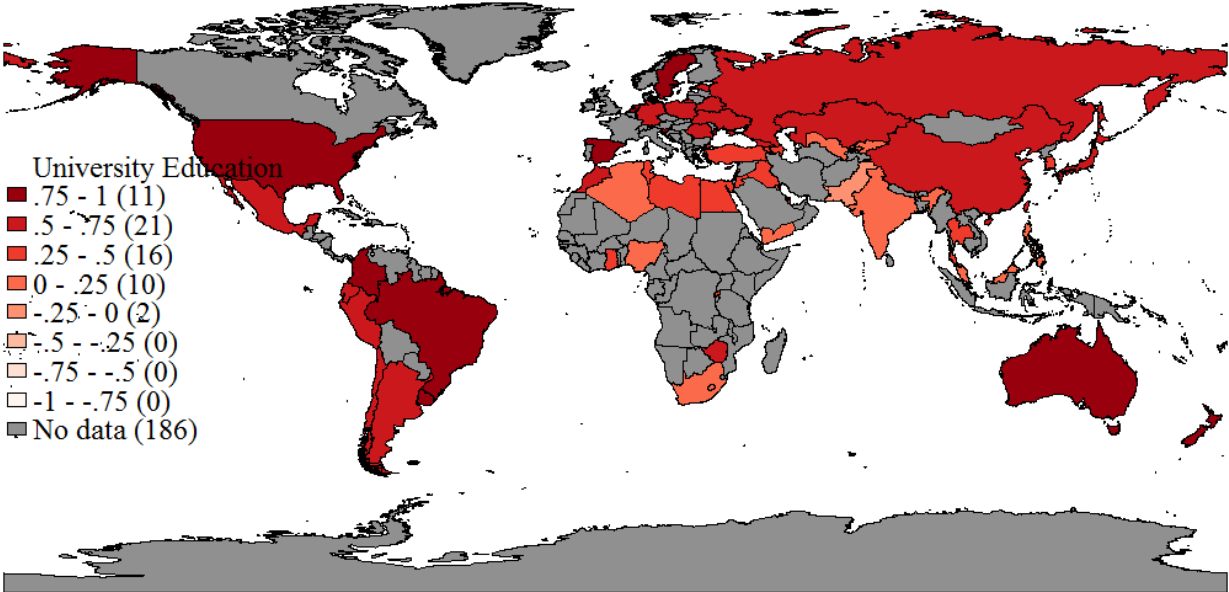 University Education
.75 - 1 (11)
.5 - .75 (21)
.25 - .5 (16)
0 - .25 (10)
-.25 - 0 (2)
-.5 - -.25 (0)
-.75 - -.5 (0)
-1 - -.75 (0)
No data (186)